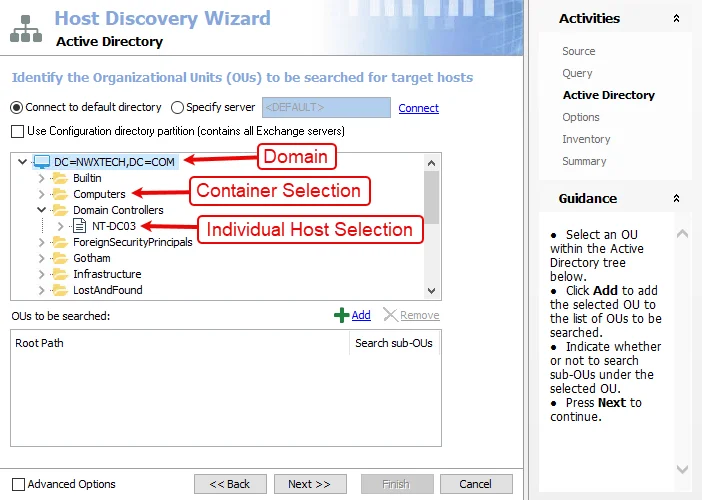 Host Discovery Wizard
Active Directory
Identify the Organizational Units (OUs) to be searched for target hosts
Connect to default directory
Specify server
<DEFAULT>
Connect
Use Configuration directory partition (contains all Exchange servers)
DC=NWXTECH,DC=COM
Domain
Builtin
Computers
Container Selection
Domain Controllers
NT-DC03
Individual Host Selection
ForeignSecurityPrincipals
Gotham
Infrastructure
LostAndFound
OUs to be searched:
Add
Remove
Root Path
Search sub-OUs
Advanced Options
<< Back
Next >>
Finish
Cancel
Activities
Source
Query
Active Directory
Options
Inventory
Summary
Guidance
● Select an OU
within the Active
Directory tree
below.
● Click Add to add
the selected OU to
the list of OUs to be
searched.
● Indicate whether
or not to search
sub-OUs under the
selected OU.
● Press Next to
continue.